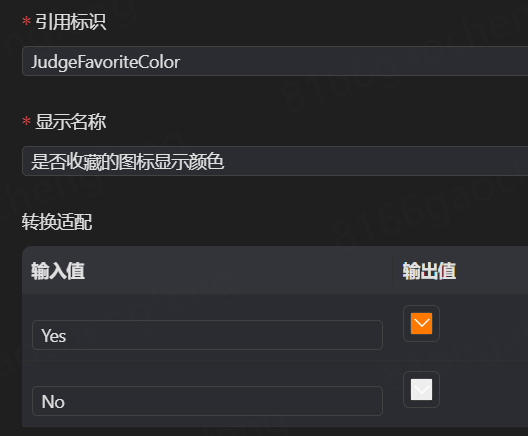 * 引用标识
JudgeFavoriteColor
* 显示名称
是否收藏的图标显示颜色
转换适配
输入值 输出值
Yes
No